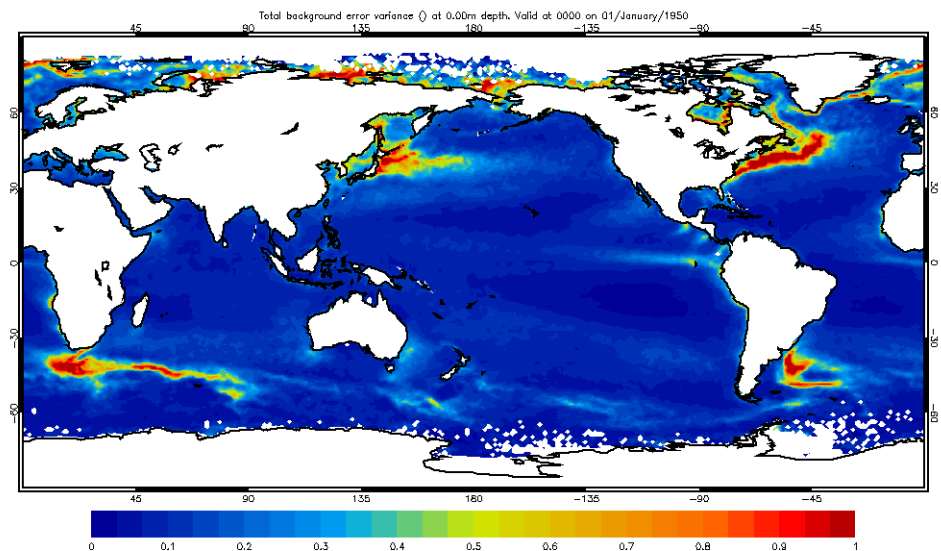 Total background error variance () at 0.00m depth. Valid at 0000 on 01/January/1950
45 90 135 180 -135 -90 -45
60 60
30 30
0 0
-30 -30
-60 -60
45 90 135 180 -135 -90 -45
0 0.1 0.2 0.3 0.4 0.5 0.6 0.7 0.8 0.9 1